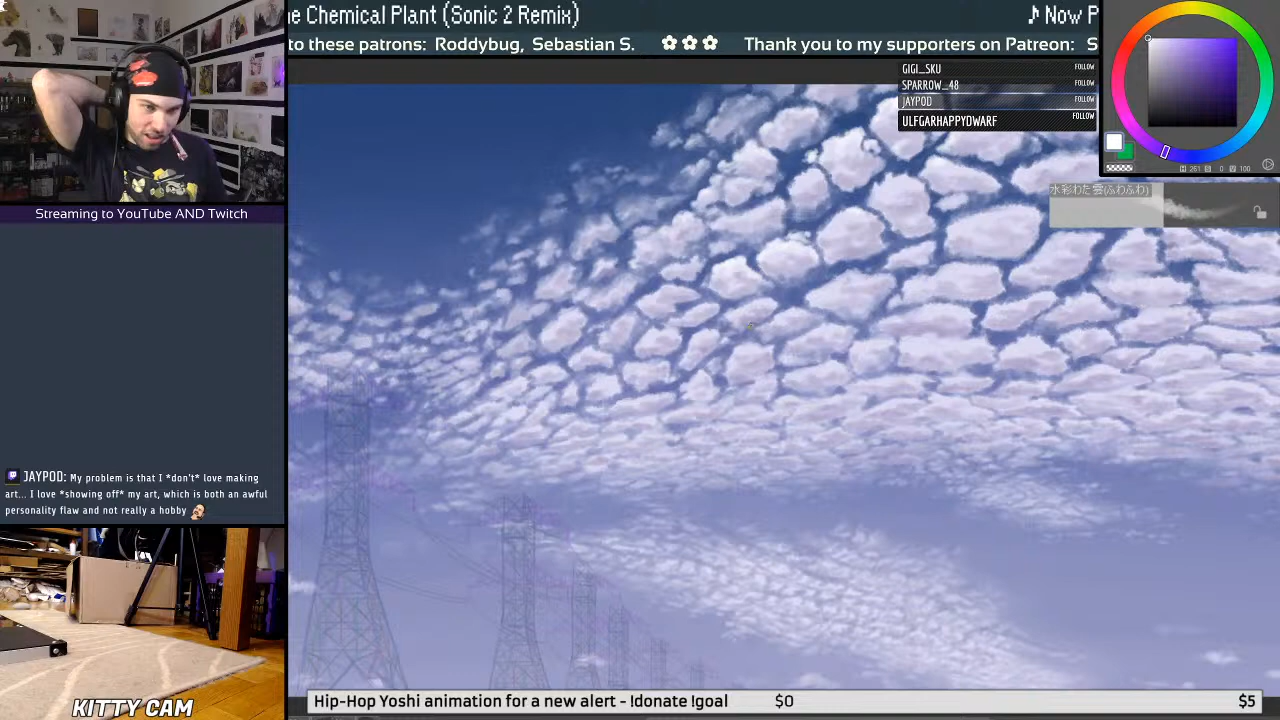 e Chemical Plant (Sonic 2 Remix)
♪ Now P
to these patrons: Roddybug, Sebastian S. ✿ ✿ ✿ Thank you to my supporters on Patreon: S
GIGI_SKU FOLLOW
SPARROW_48 FOLLOW
JAYPOD FOLLOW
ULFGARHAPPYDWARF FOLLOW
水彩わた雲(ふわふわ)
Streaming to YouTube AND Twitch
JAYPOD: My problem is that I *don't* love making
art... I love *showing off* my art, which is both an awful
personality flaw and not really a hobby
KITTY CAM
Hip-Hop Yoshi animation for a new alert - !donate !goal $0 $5